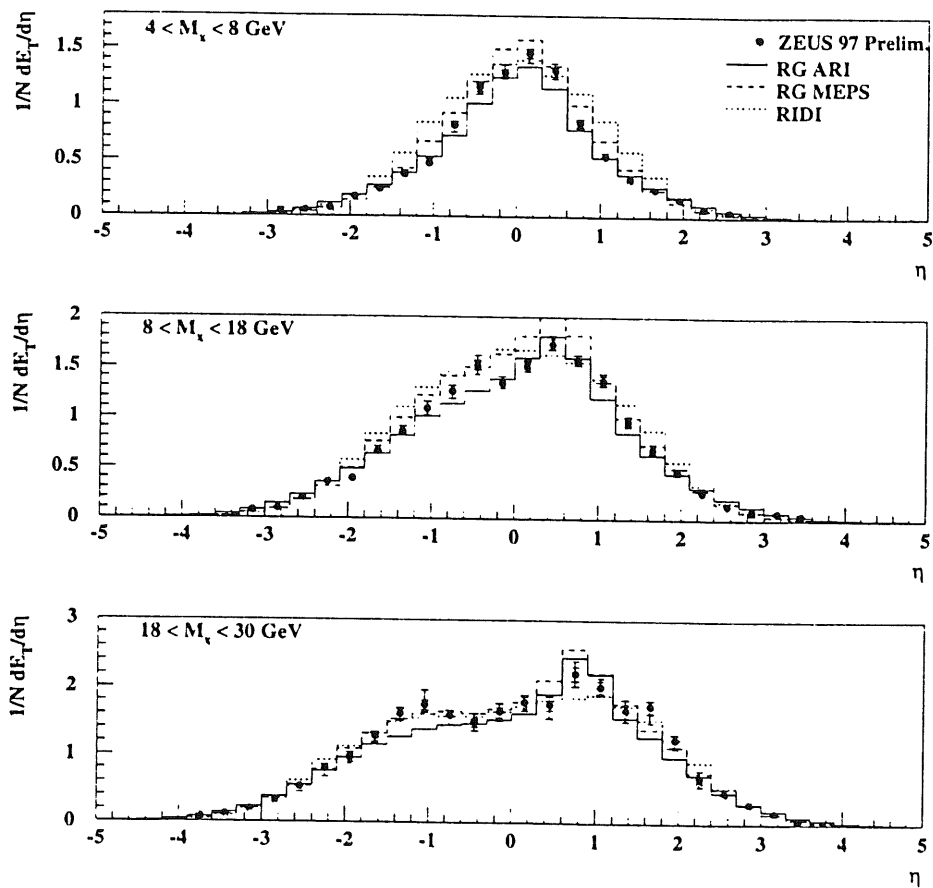 1/N dE_T/dη
4 < M_x < 8 GeV
ZEUS 97 Prelim.
RG ARI
RG MEPS
RIDI
1.5
1
0.5
0
-5 -4 -3 -2 -1 0 1 2 3 4 5
η
1/N dE_T/dη
8 < M_x < 18 GeV
2
1.5
1
0.5
0
-5 -4 -3 -2 -1 0 1 2 3 4 5
η
1/N dE_T/dη
18 < M_x < 30 GeV
3
2
1
0
-5 -4 -3 -2 -1 0 1 2 3 4 5
η